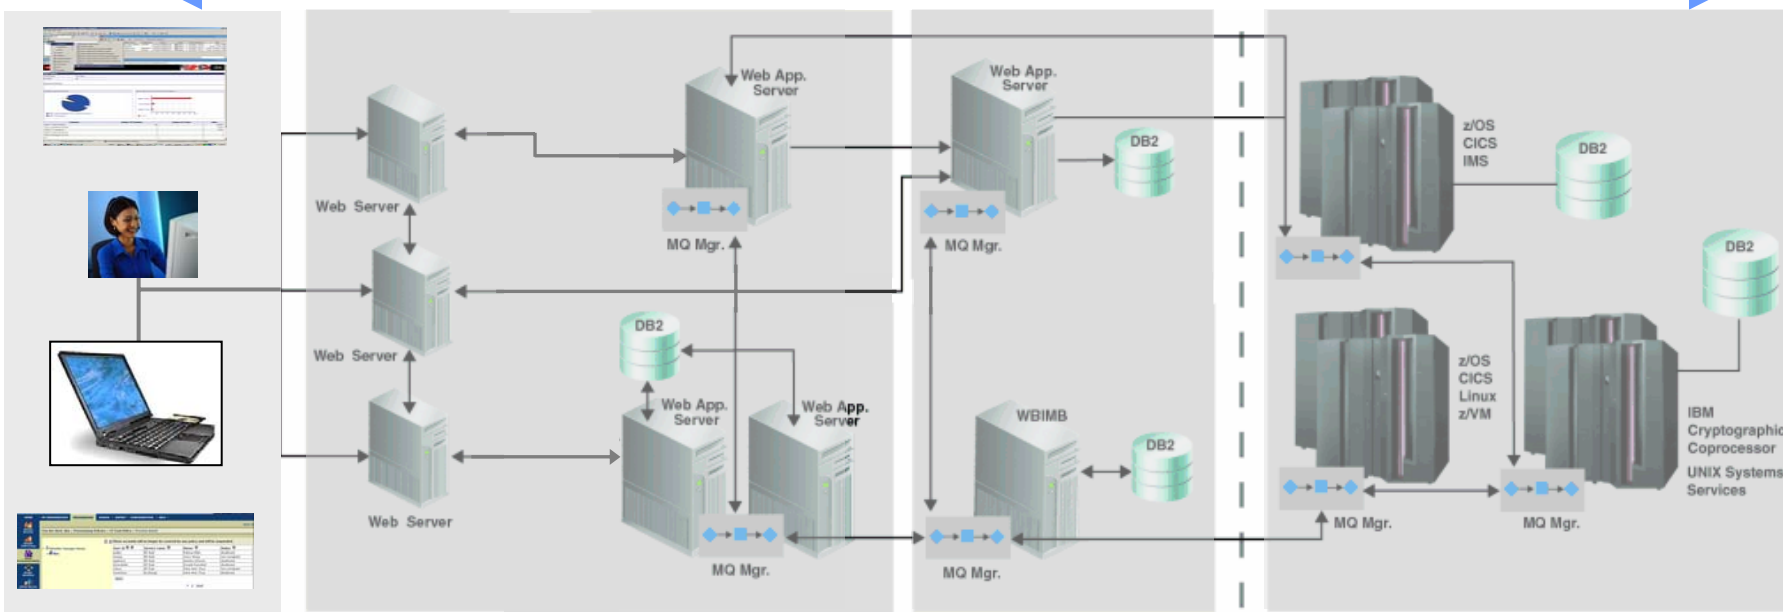 Web App.
Server
Web App.
Server
DB2
z/OS
CICS
IMS
DB2
Web Server
MQ Mgr.
MQ Mgr.
DB2
Web Server
DB2
z/OS
CICS
Linux
z/VM
Web App.
Server
Web App.
Server
WBIMB
DB2
IBM
Cryptographic
Coprocessor
UNIX Systems
Services
Web Server
MQ Mgr.
MQ Mgr.
MQ Mgr.
MQ Mgr.